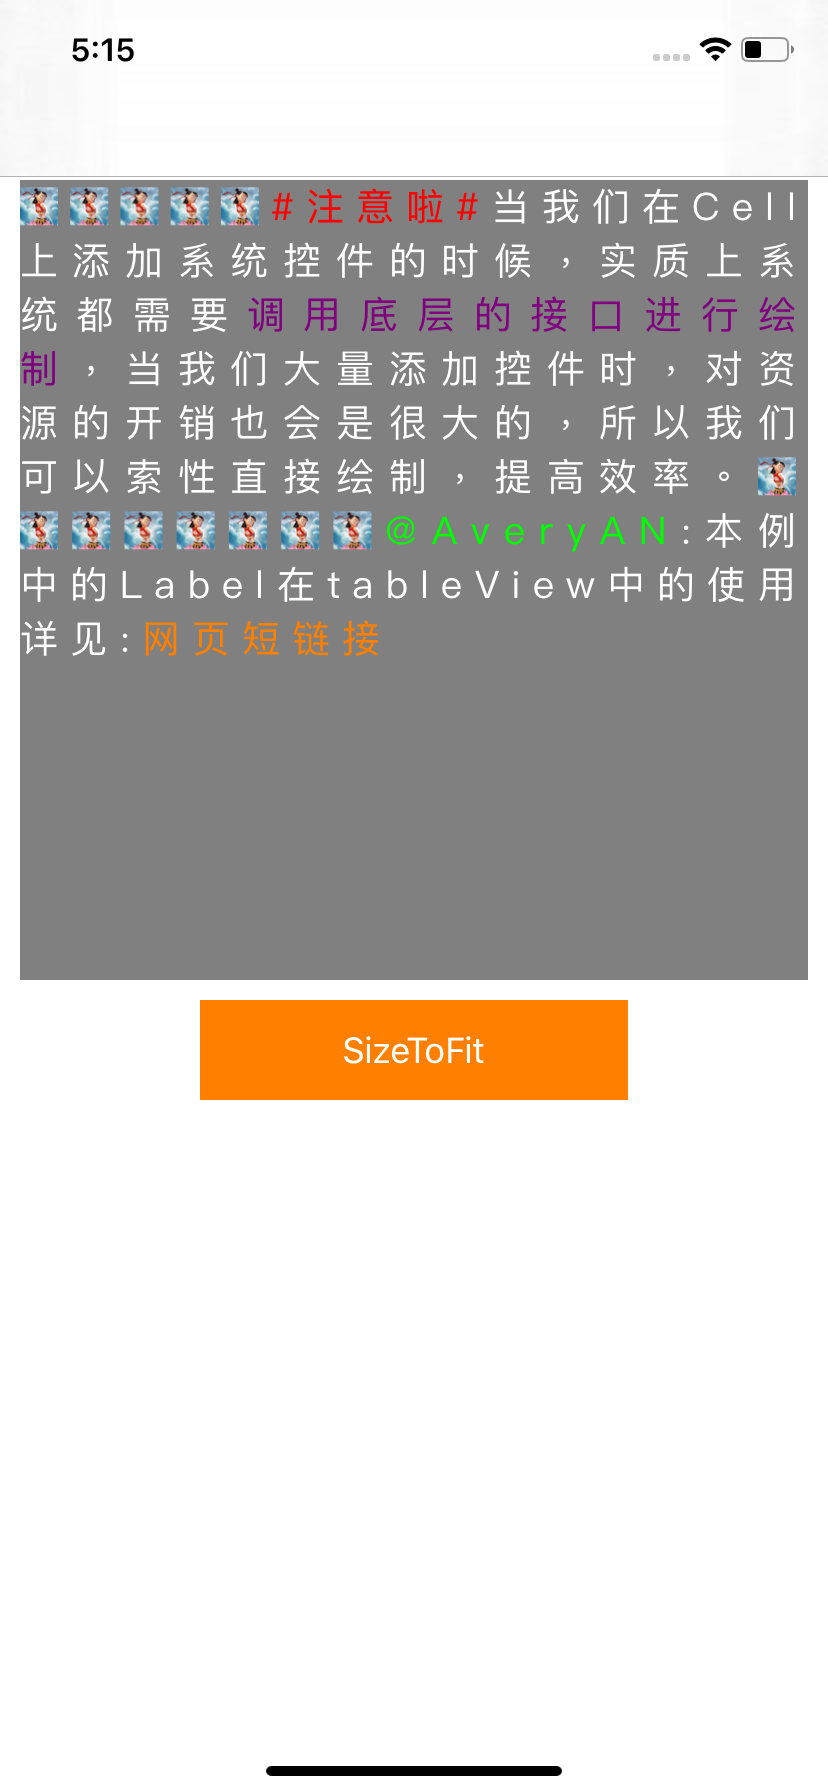 5:15
#注意啦#当我们在Cell
上添加系统控件的时候，实质上系
统都需要调用底层的接口进行绘
制，当我们大量添加控件时，对资
源的开销也会是很大的，所以我们
可以索性直接绘制，提高效率。
@AveryAN:本例
中的Label在tableView中的使用
详见:网页短链接
SizeToFit